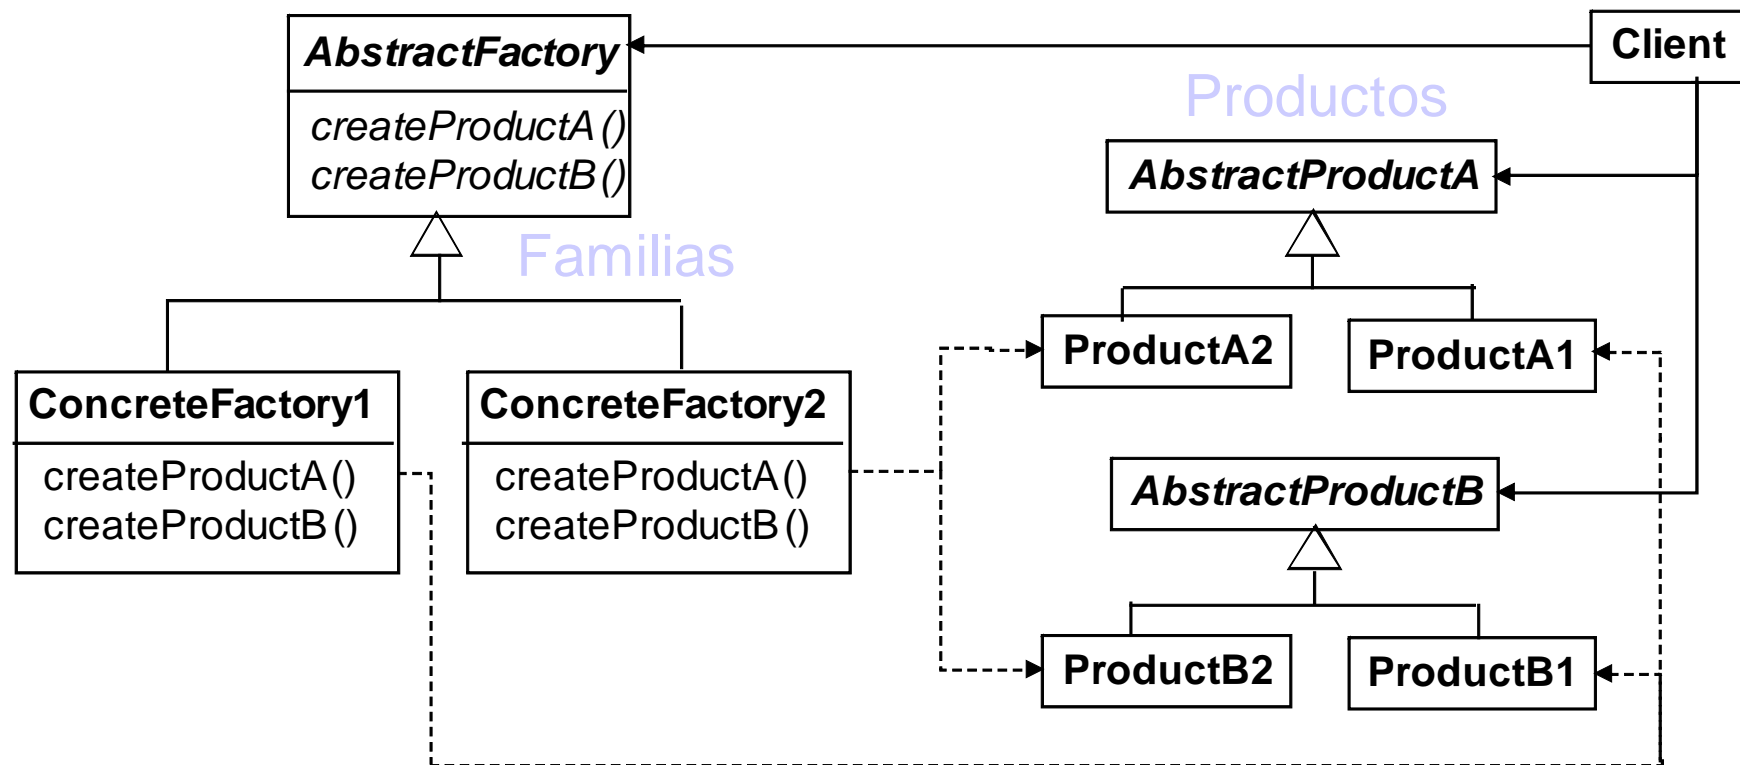 AbstractFactory
createProductA()
createProductB()
Client
Productos
AbstractProductA
Familias
ProductA2
ProductA1
ConcreteFactory1
createProductA()
createProductB()
ConcreteFactory2
createProductA()
createProductB()
AbstractProductB
ProductB2
ProductB1